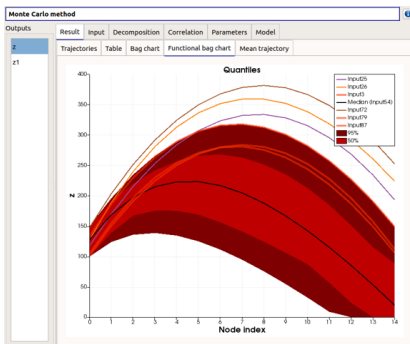 Monte Carlo method
Outputs
z
z1
Result Input Decomposition Correlation Parameters Model
Trajectories Table Bag chart Functional bag chart Mean trajectory
Quantiles
Input25
Input26
Input3
Median (Input54)
Input72
Input79
Input87
95%
50%
400
350
300
250
200
150
100
50
0
z
0 1 2 3 4 5 6 7 8 9 10 11 12 13 14
Node index